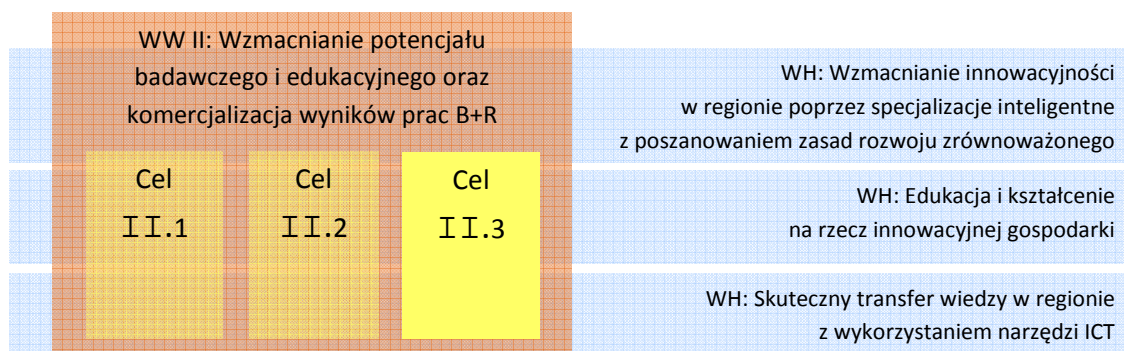 WW II: Wzmacnianie potencjału
badawczego i edukacyjnego oraz
komercjalizacja wyników prac B+R
Cel
II.1
Cel
II.2
Cel
II.3
WH: Wzmacnianie innowacyjności
w regionie poprzez specjalizacje inteligentne
z poszanowaniem zasad rozwoju zrównoważonego
WH: Edukacja i kształcenie
na rzecz innowacyjnej gospodarki
WH: Skuteczny transfer wiedzy w regionie
z wykorzystaniem narzędzi ICT